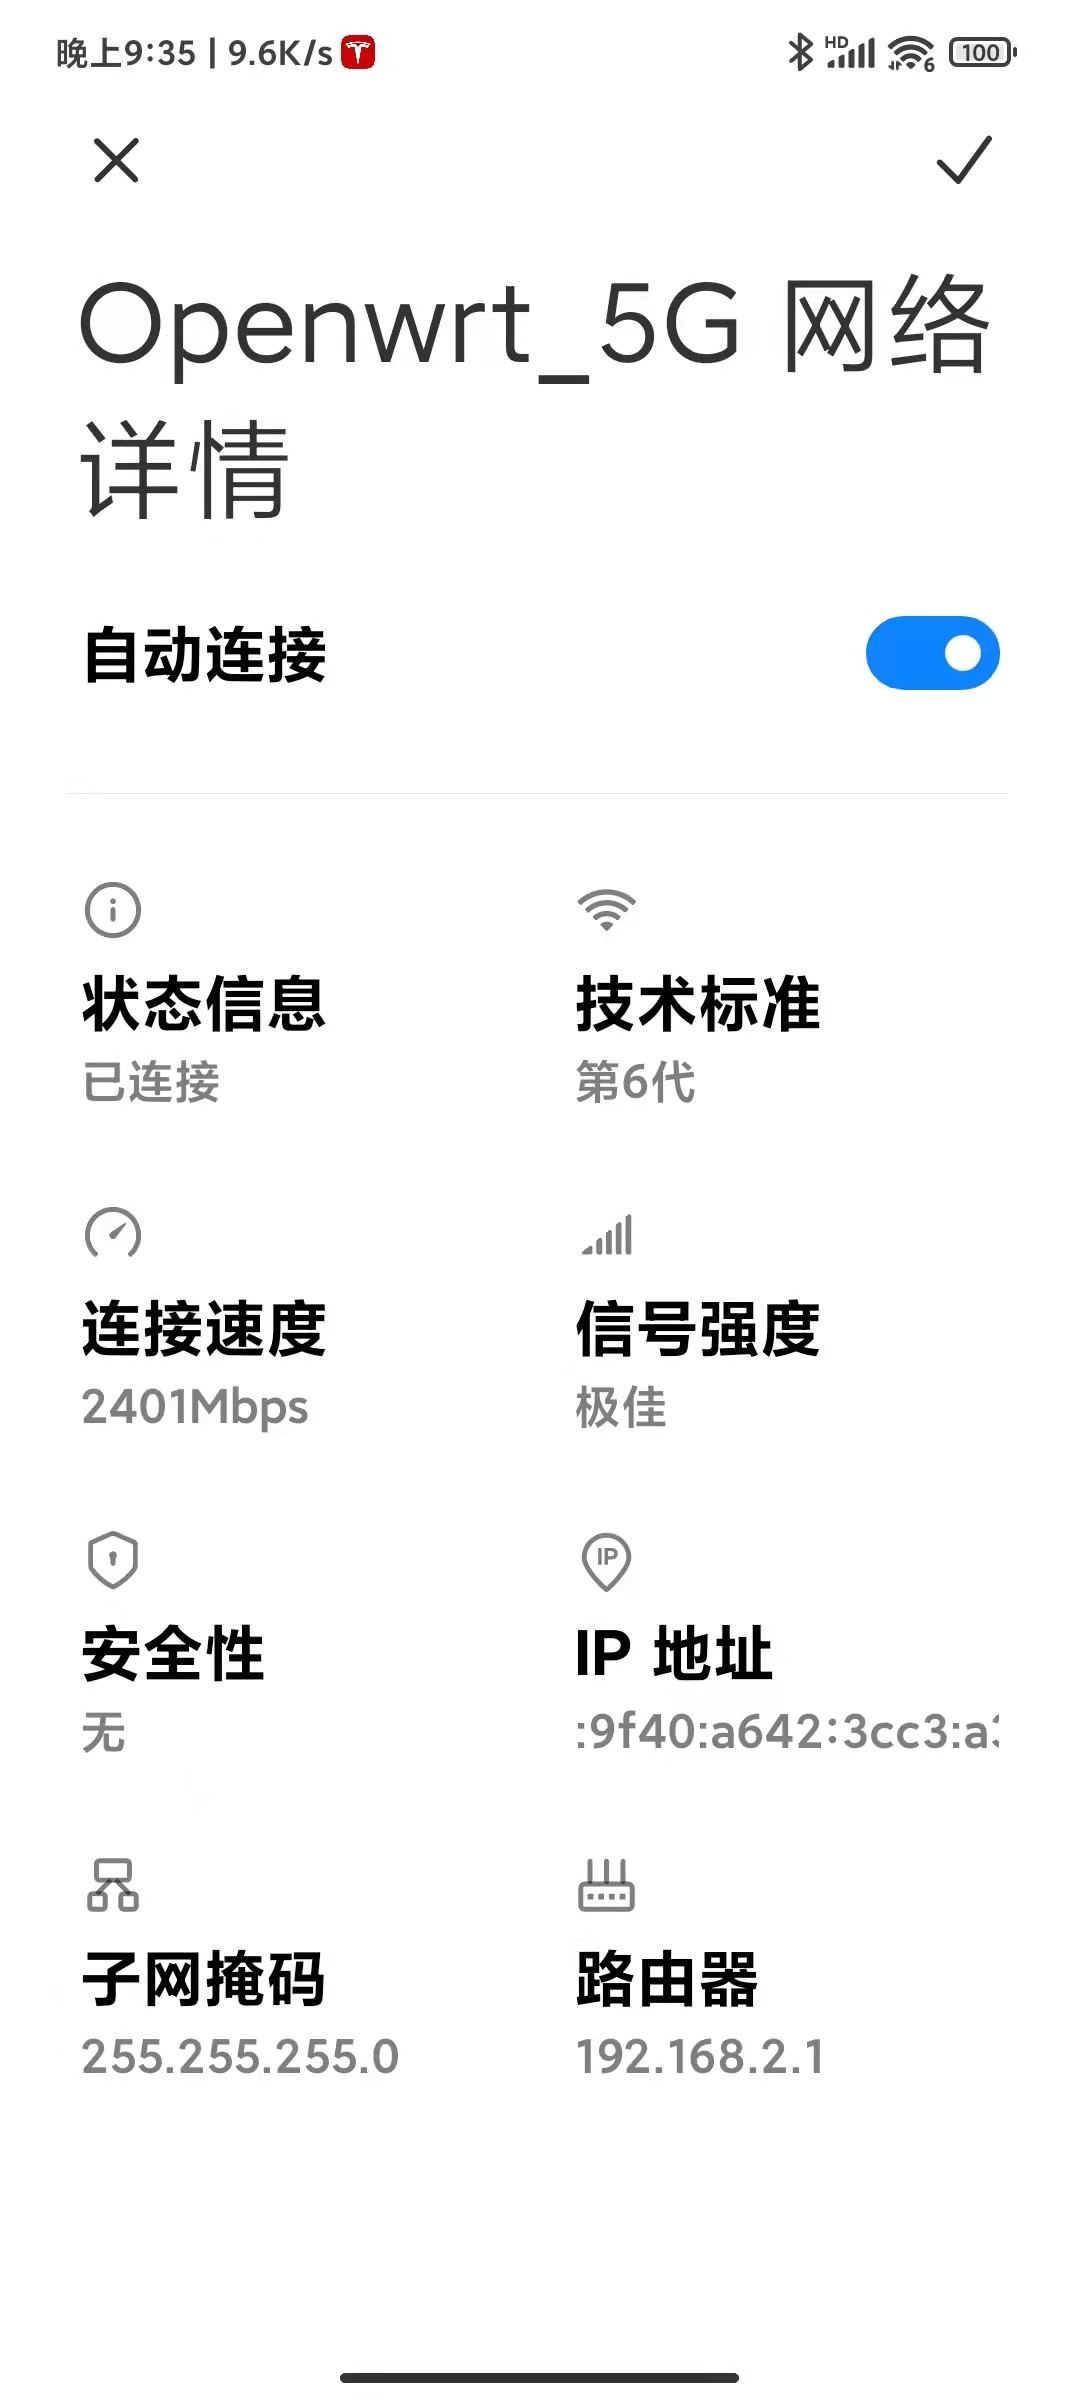 晚上9:35 | 9.6K/s
HD
6
100
Openwrt_5G 网络
详情
自动连接
状态信息
已连接
技术标准
第6代
连接速度
2401Mbps
信号强度
极佳
安全性
无
IP
IP 地址
:9f40:a642:3cc3:a
子网掩码
255.255.255.0
路由器
192.168.2.1